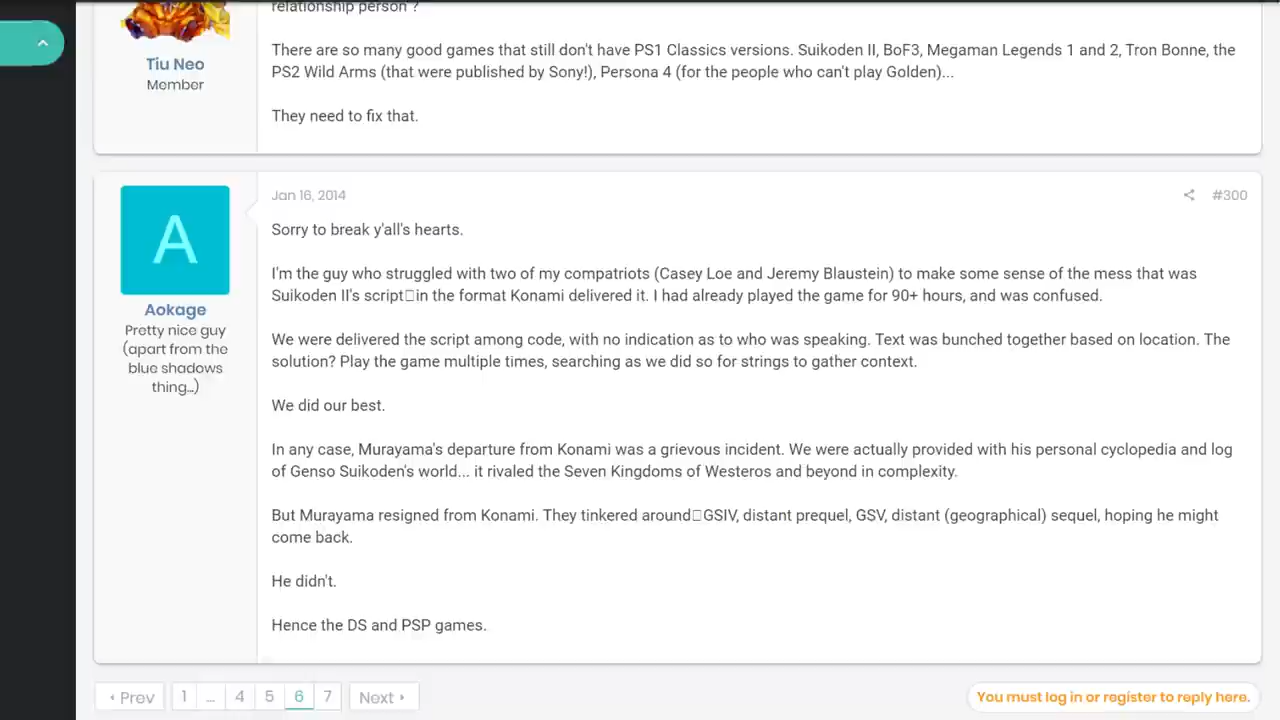 relationship person"?
There are so many good games that still don't have PS1 Classics versions. Suikoden II, BoF3, Megaman Legends 1 and 2, Tron Bonne, the
PS2 Wild Arms (that were published by Sony!), Persona 4 (for the people who can't play Golden)...
They need to fix that.
Tiu Neo
Member
Jan 16, 2014
#300
Sorry to break y'all's hearts.
I'm the guy who struggled with two of my compatriots (Casey Loe and Jeremy Blaustein) to make some sense of the mess that was
Suikoden II's script□in the format Konami delivered it. I had already played the game for 90+ hours, and was confused.
We were delivered the script among code, with no indication as to who was speaking. Text was bunched together based on location. The
solution? Play the game multiple times, searching as we did so for strings to gather context.
We did our best.
In any case, Murayama's departure from Konami was a grievous incident. We were actually provided with his personal cyclopedia and log
of Genso Suikoden's world... it rivaled the Seven Kingdoms of Westeros and beyond in complexity.
But Murayama resigned from Konami. They tinkered around□GSIV, distant prequel, GSV, distant (geographical) sequel, hoping he might
come back.
He didn't.
Hence the DS and PSP games.
A
Aokage
Pretty nice guy
(apart from the
blue shadows
thing...)
Prev 1 ... 4 5 6 7 Next
You must log in or register to reply here.